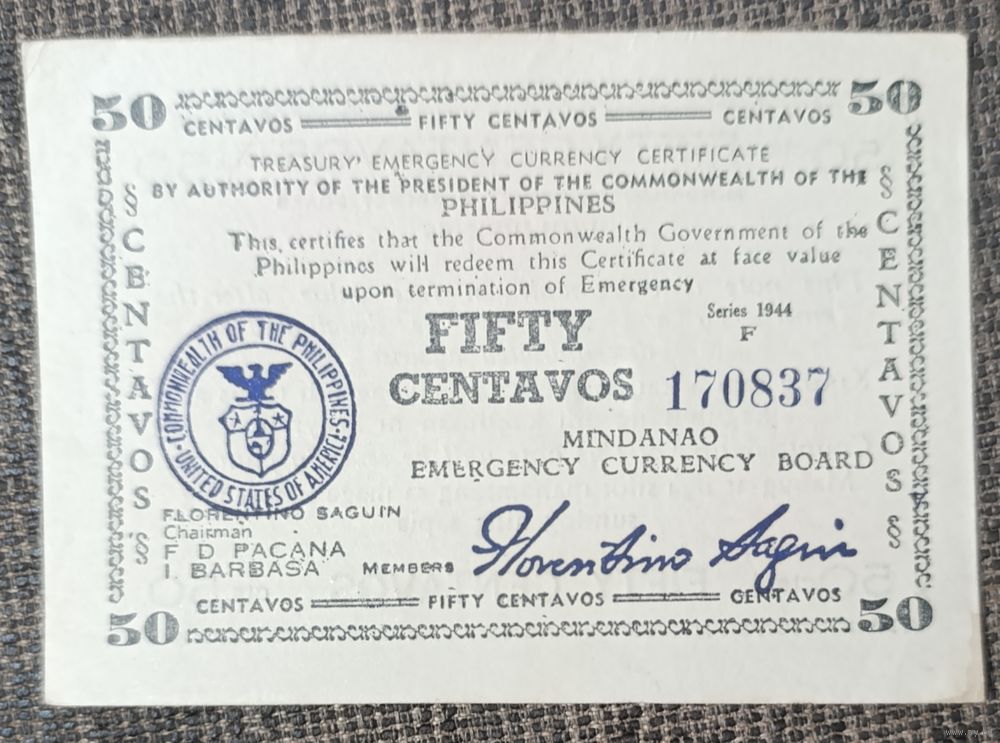 50 50
CENTAVOS FIFTY CENTAVOS CENTAVOS
TREASURY' EMERGENCY CURRENCY CERTIFICATE
BY AUTHORITY OF THE PRESIDENT OF THE COMMONWEALTH OF THE
PHILIPPINES
This certifies that the Commonwealth Government of the
Philippines will redeem this Certificate at face value
upon termination of Emergency
Series 1944
F
FIFTY
CENTAVOS 170837
MINDANAO
EMERGENCY CURRENCY BOARD
§ CENTAVOS §
§ CENTAVOS §
COMMONWEALTH OF THE PHILIPPINES
UNITED STATES OF AMERICA
FLORENTINO SAGUIN
Chairman
F D PACANA
I BARBASA MEMBERS
Florentino Saguin
CENTAVOS FIFTY CENTAVOS CENTAVOS
50 50